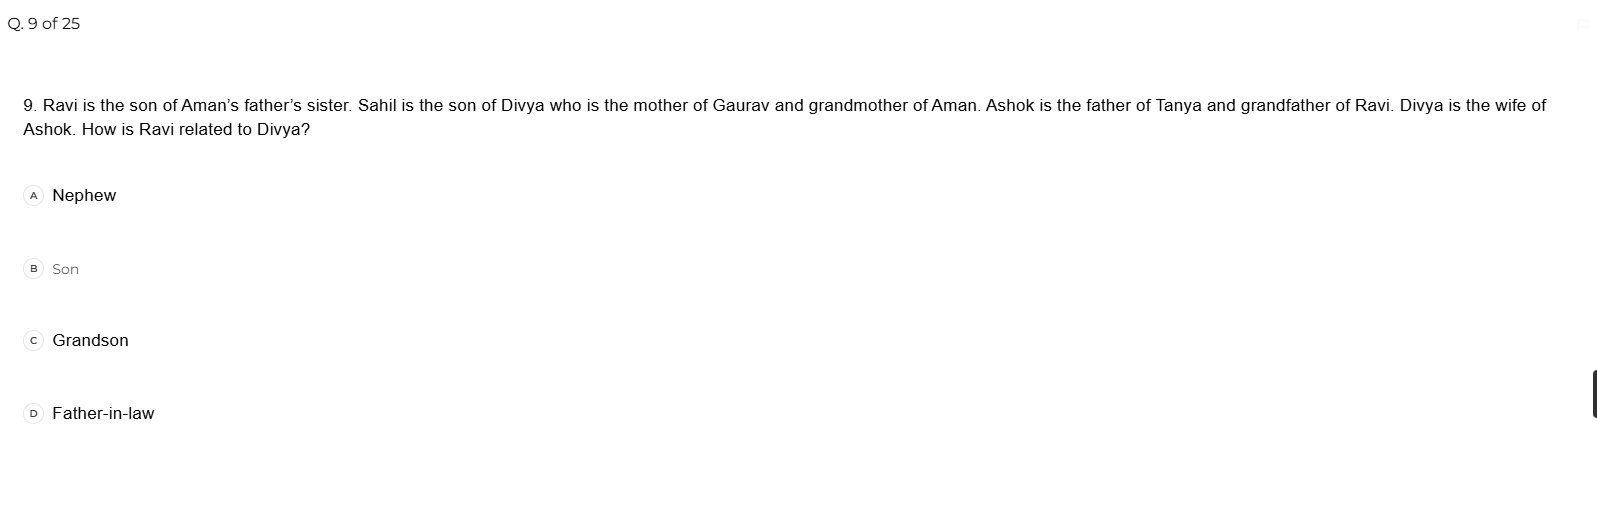 Q. 9 of 25
9. Ravi is the son of Aman’s father’s sister. Sahil is the son of Divya who is the mother of Gaurav and grandmother of Aman. Ashok is the father of Tanya and grandfather of Ravi. Divya is the wife of
Ashok. How is Ravi related to Divya?
A Nephew
B Son
C Grandson
D Father-in-law